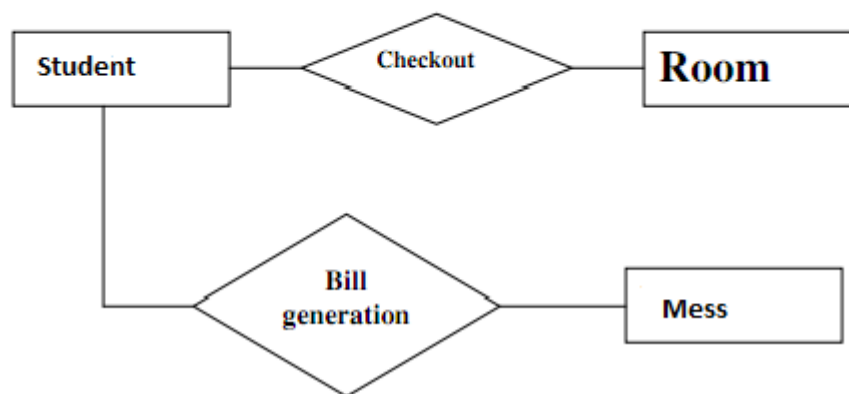 Student
Checkout
Room
Bill
generation
Mess